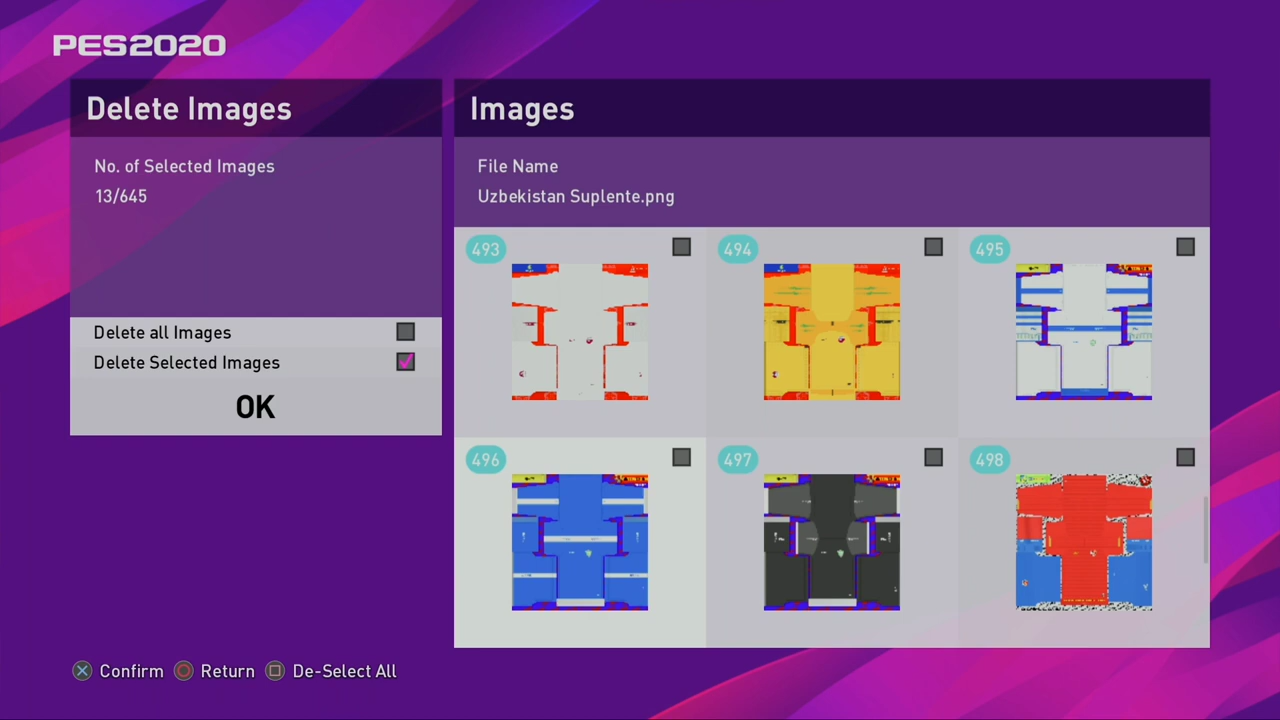 PES2020
Delete Images
No. of Selected Images
13/645
Delete all Images
Delete Selected Images
OK
Images
File Name
Uzbekistan Suplente.png
493
494
495
496
497
498
Confirm
Return
De-Select All